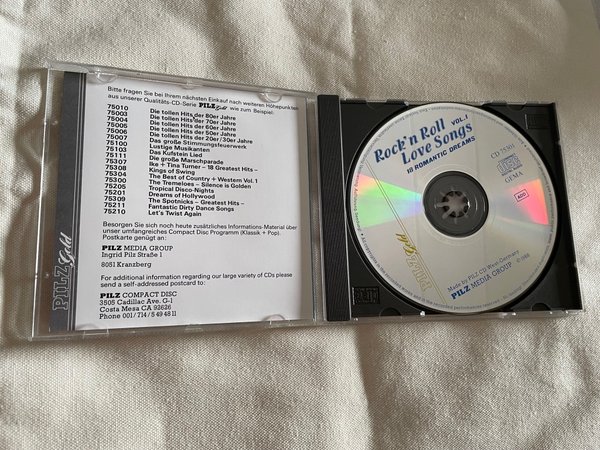 Bitte fragen Sie bei Ihrem nächsten Einkauf nach weiteren Höhepunkten
aus unserer Qualitäts-CD-Serie PILZ Gold wie zum Beispiel:
75010 Die tollen Hits der 80er Jahre
75003 Die tollen Hits der 70er Jahre
75004 Die tollen Hits der 60er Jahre
75005 Die tollen Hits der 50er Jahre
75006 Die tollen Hits der 20er/30er Jahre
75007 Das große Stimmungsfeuerwerk
75100 Lustige Musikanten
75103 Das Kufstein Lied
75111 Die große Marschparade
75307 Ike + Tina Turner – 18 Greatest Hits –
75308 Kings of Swing
75304 The Best of Country + Western Vol. 1
75300 The Tremeloes – Silence is Golden
75205 Tropical Disco-Nights
75201 Dreams of Hollywood
75309 The Spotnicks – Greatest Hits –
75211 Fantastic Dirty Dance Songs
75210 Let's Twist Again
Besorgen Sie sich noch heute zusätzliches Informations-Material über
unser umfangreiches Compact Disc Programm (Klassik + Pop).
Postkarte genügt an:
PILZ MEDIA GROUP
Ingrid Pilz Straße 1
8051 Kranzberg
For additional information regarding our large variety of CDs please
send a self-addressed postcard to:
PILZ COMPACT DISC
3505 Cadillac Ave. G-1
Costa Mesa CA 92626
Phone 001/714/5 49 48 11
PILZ Gold
Rock'n Roll VOL.1
Love Songs
18 ROMANTIC DREAMS
CD 75301
GEMA
ADD
PILZ Gold
Made by PILZ CD West Germany
PILZ MEDIA GROUP